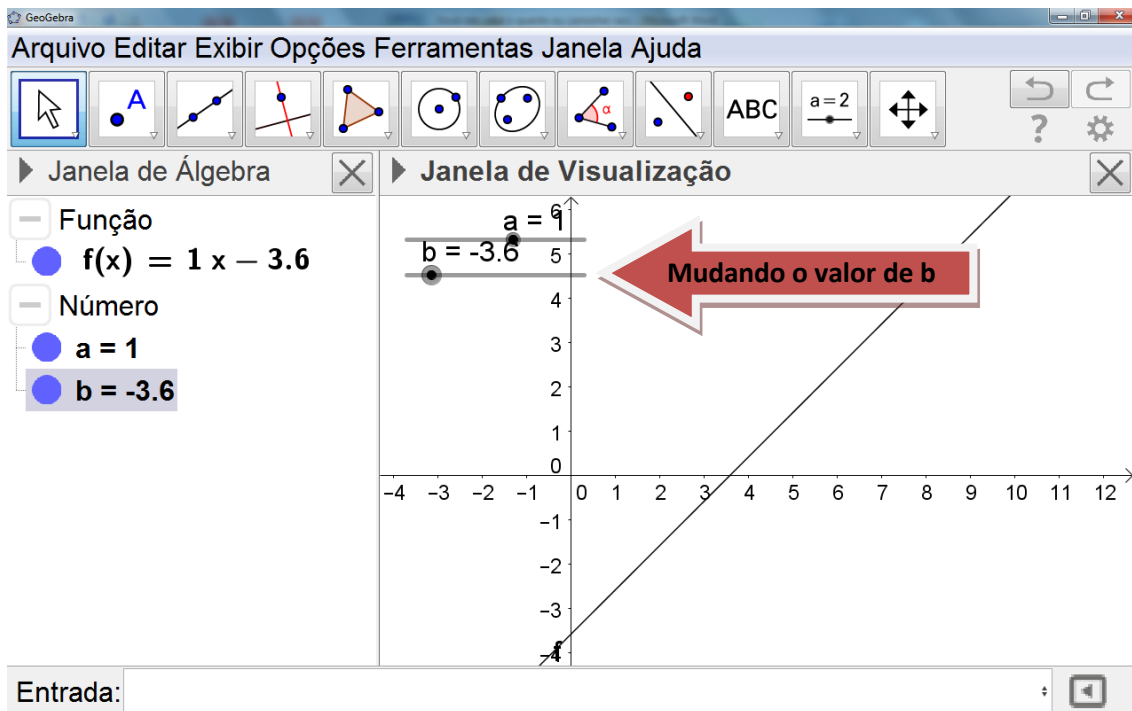 GeoGebra
Arquivo Editar Exibir Opções Ferramentas Janela Ajuda
A
α
ABC
a = 2
?
Janela de Álgebra
Janela de Visualização
Função
f(x) = 1 x − 3.6
Número
a = 1
b = -3.6
a = 1
b = -3.6
Mudando o valor de b
6
5
4
3
2
1
0
−4 −3 −2 −1 0 1 2 3 4 5 6 7 8 9 10 11 12
−1
−2
−3
−4
f
Entrada: